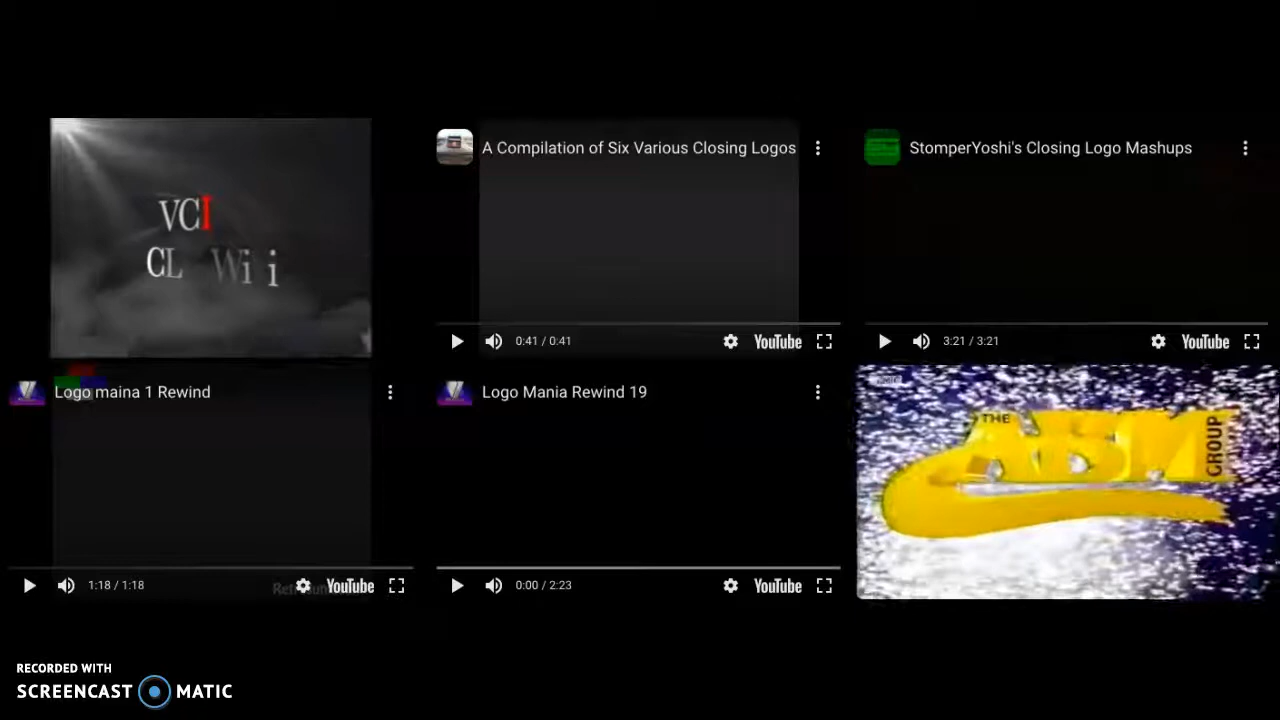 VCI
CL Wi i
A Compilation of Six Various Closing Logos
0:41 / 0:41
YouTube
StomperYoshi's Closing Logo Mashups
3:21 / 3:21
YouTube
Logo maina 1 Rewind
1:18 / 1:18
YouTube
Logo Mania Rewind 19
0:00 / 2:23
YouTube
THE
GROUP
RECORDED WITH
SCREENCAST MATIC